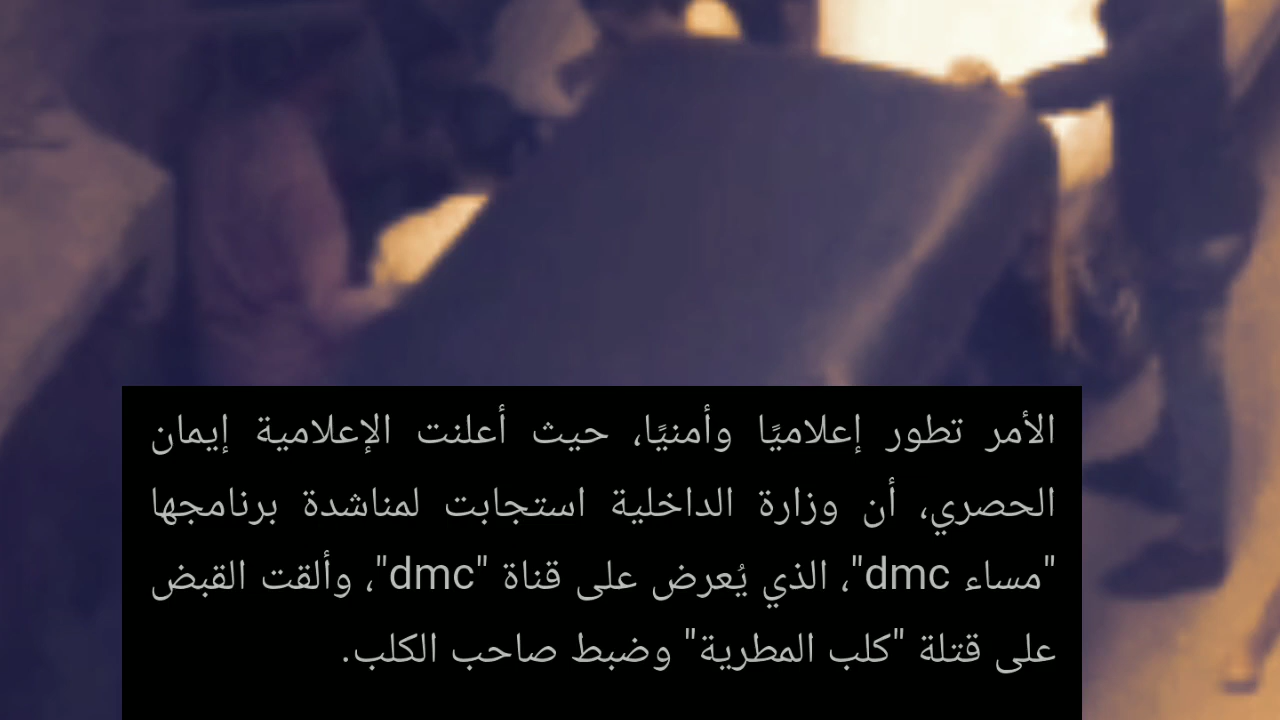 الأمر تطور إعلاميًا وأمنيًا، حيث أعلنت الإعلامية إيمان
الحصري، أن وزارة الداخلية استجابت لمناشدة برنامجها
"مساء dmc"، الذي يُعرض على قناة "dmc"، وألقت القبض
على قتلة "كلب المطرية" وضبط صاحب الكلب.